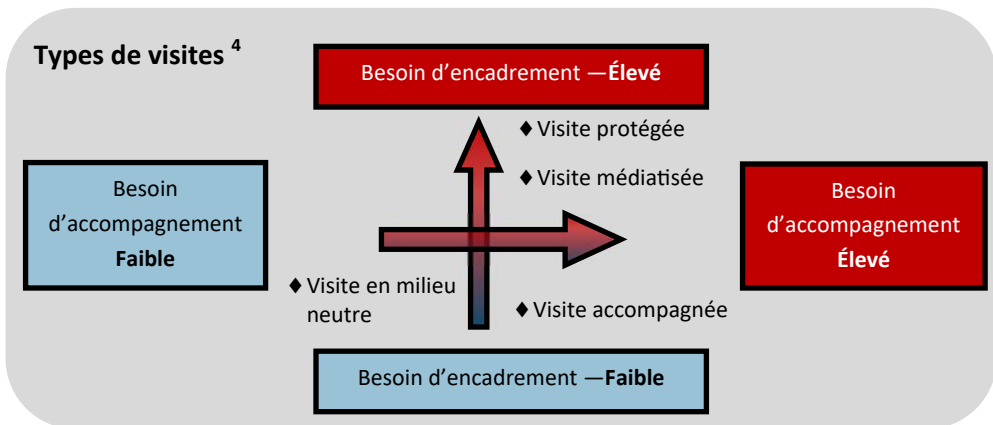 Types de visites ⁴
Besoin d'encadrement —Élevé
♦ Visite protégée
♦ Visite médiatisée
Besoin
d'accompagnement
Faible
Besoin
d'accompagnement
Élevé
♦ Visite en milieu
neutre
♦ Visite accompagnée
Besoin d'encadrement —Faible